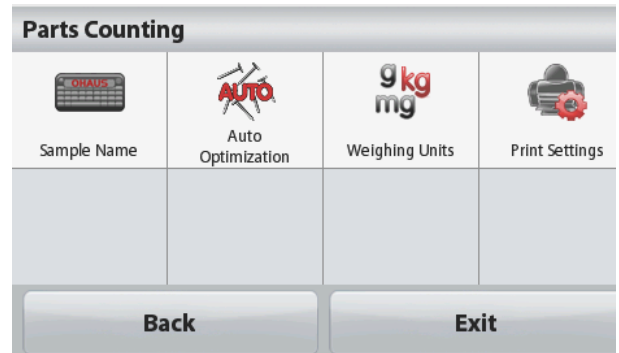 Parts Counting
OHAUS
AUTO
g kg
mg
Sample Name
Auto
Optimization
Weighing Units
Print Settings
Back
Exit